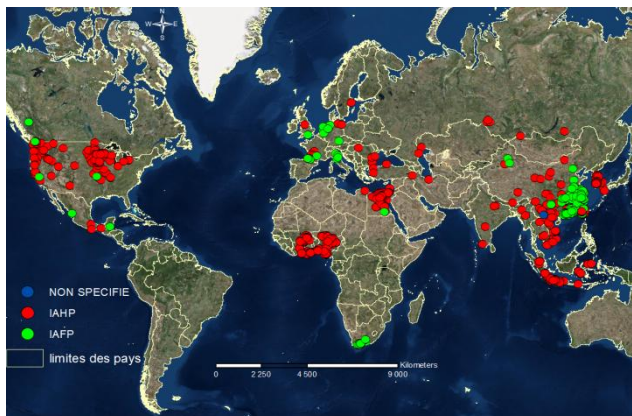 N
W E
S
NON SPECIFIE
IAHP
IAFP
limites des pays
Kilometers
0 2 250 4 500 9 000